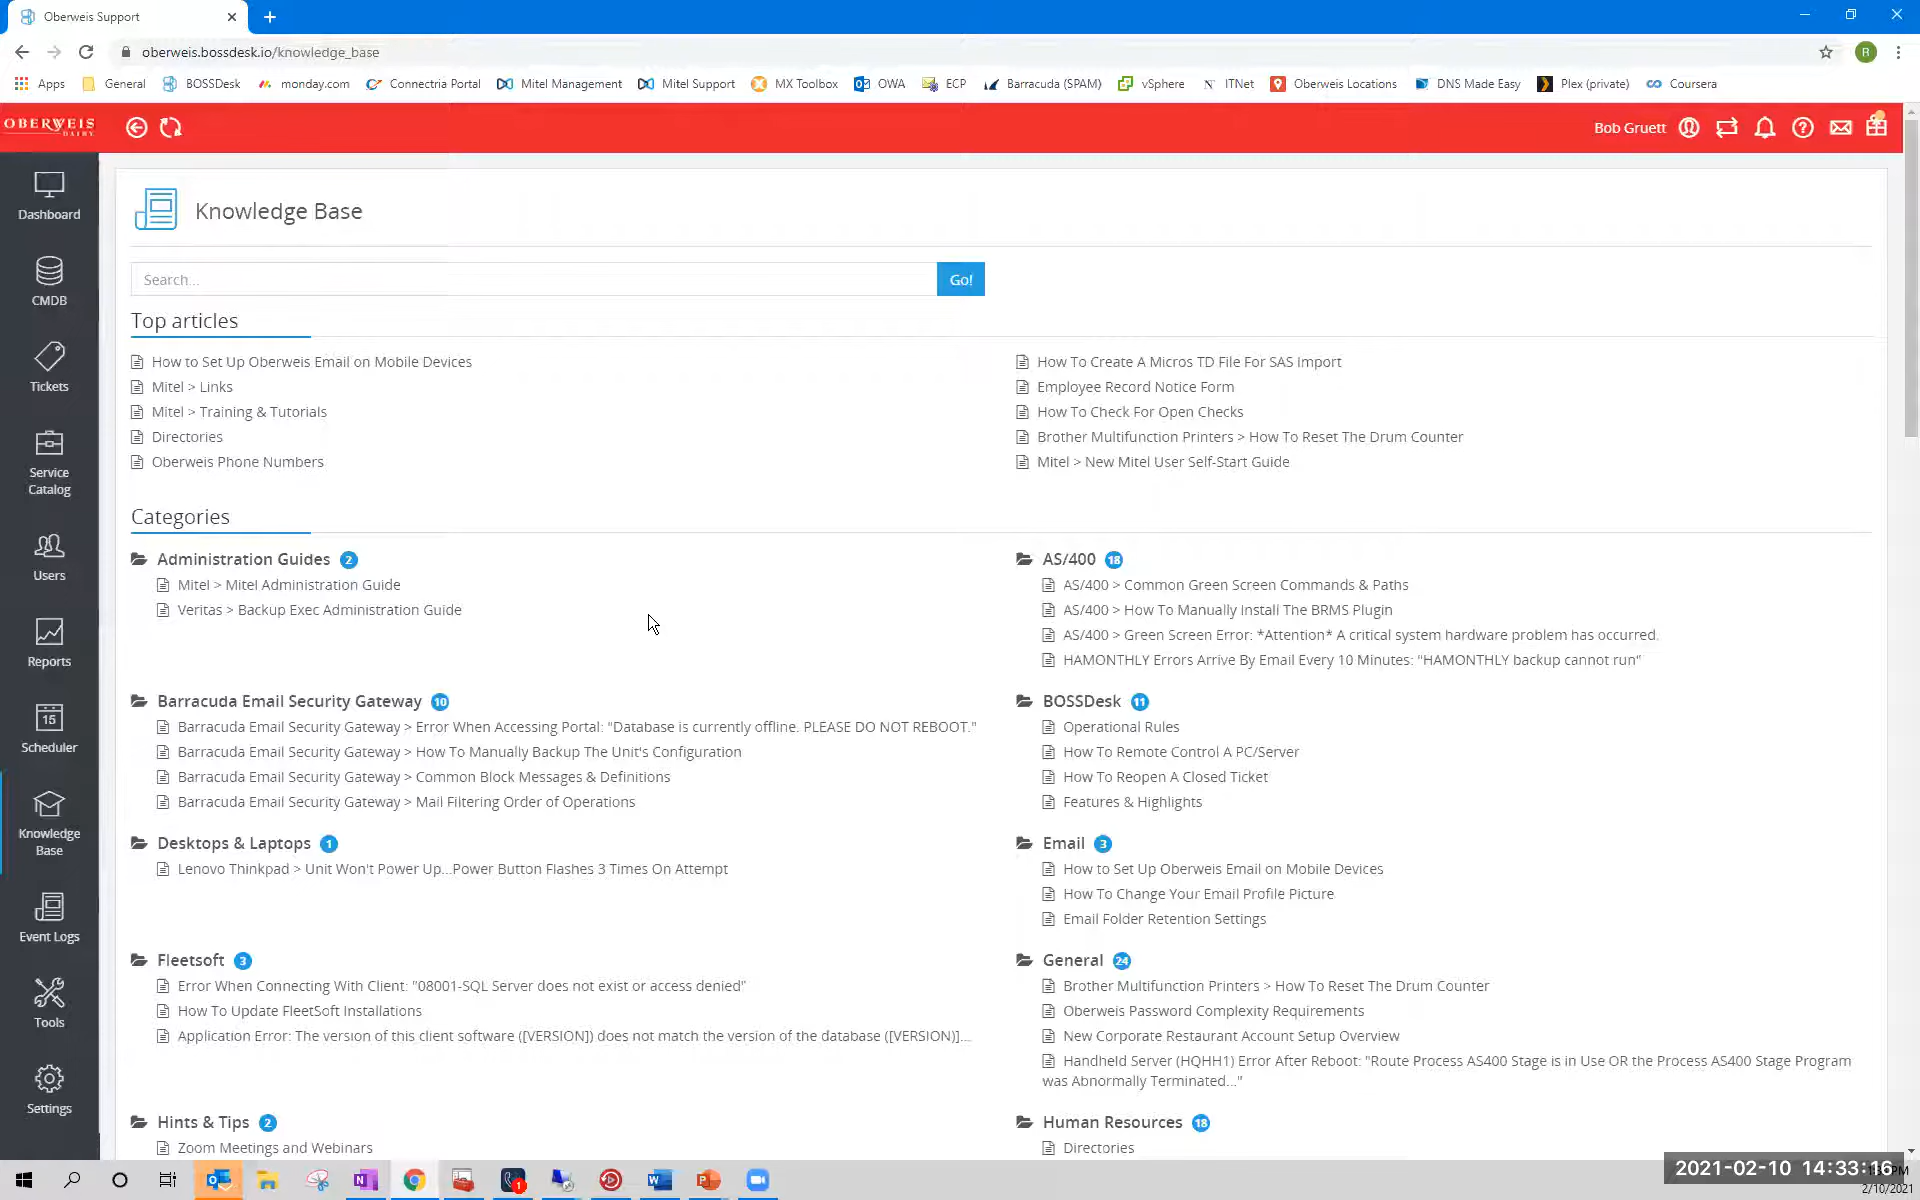 Oberweis Support
oberweis.bossdesk.io/knowledge_base
R
Apps General BOSSDesk monday.com Connectria Portal Mitel Management Mitel Support MX Toolbox OWA ECP Barracuda (SPAM) vSphere ITNet Oberweis Locations DNS Made Easy Plex (private) Coursera
OBERWEIS
DAIRY
Bob Gruett
Dashboard
CMDB
Tickets
Service
Catalog
Users
Reports
15
Scheduler
Knowledge
Base
Event Logs
Tools
Settings
Knowledge Base
Search...
Go!
Top articles
How to Set Up Oberweis Email on Mobile Devices
Mitel > Links
Mitel > Training & Tutorials
Directories
Oberweis Phone Numbers
How To Create A Micros TD File For SAS Import
Employee Record Notice Form
How To Check For Open Checks
Brother Multifunction Printers > How To Reset The Drum Counter
Mitel > New Mitel User Self-Start Guide
Categories
Administration Guides 2
Mitel > Mitel Administration Guide
Veritas > Backup Exec Administration Guide
AS/400 18
AS/400 > Common Green Screen Commands & Paths
AS/400 > How To Manually Install The BRMS Plugin
AS/400 > Green Screen Error: *Attention* A critical system hardware problem has occurred.
HAMONTHLY Errors Arrive By Email Every 10 Minutes: "HAMONTHLY backup cannot run"
Barracuda Email Security Gateway 10
Barracuda Email Security Gateway > Error When Accessing Portal: "Database is currently offline. PLEASE DO NOT REBOOT."
Barracuda Email Security Gateway > How To Manually Backup The Unit's Configuration
Barracuda Email Security Gateway > Common Block Messages & Definitions
Barracuda Email Security Gateway > Mail Filtering Order of Operations
BOSSDesk 11
Operational Rules
How To Remote Control A PC/Server
How To Reopen A Closed Ticket
Features & Highlights
Desktops & Laptops 1
Lenovo Thinkpad > Unit Won't Power Up...Power Button Flashes 3 Times On Attempt
Email 3
How to Set Up Oberweis Email on Mobile Devices
How To Change Your Email Profile Picture
Email Folder Retention Settings
Fleetsoft 3
Error When Connecting With Client: "08001-SQL Server does not exist or access denied"
How To Update FleetSoft Installations
Application Error: The version of this client software ([VERSION]) does not match the version of the database ([VERSION)]...
General 24
Brother Multifunction Printers > How To Reset The Drum Counter
Oberweis Password Complexity Requirements
New Corporate Restaurant Account Setup Overview
Handheld Server (HQHH1) Error After Reboot: "Route Process AS400 Stage is in Use OR the Process AS400 Stage Program
was Abnormally Terminated..."
Hints & Tips 2
Zoom Meetings and Webinars
Human Resources 18
Directories
1
2021-02-10 14:33:16
2/10/2021